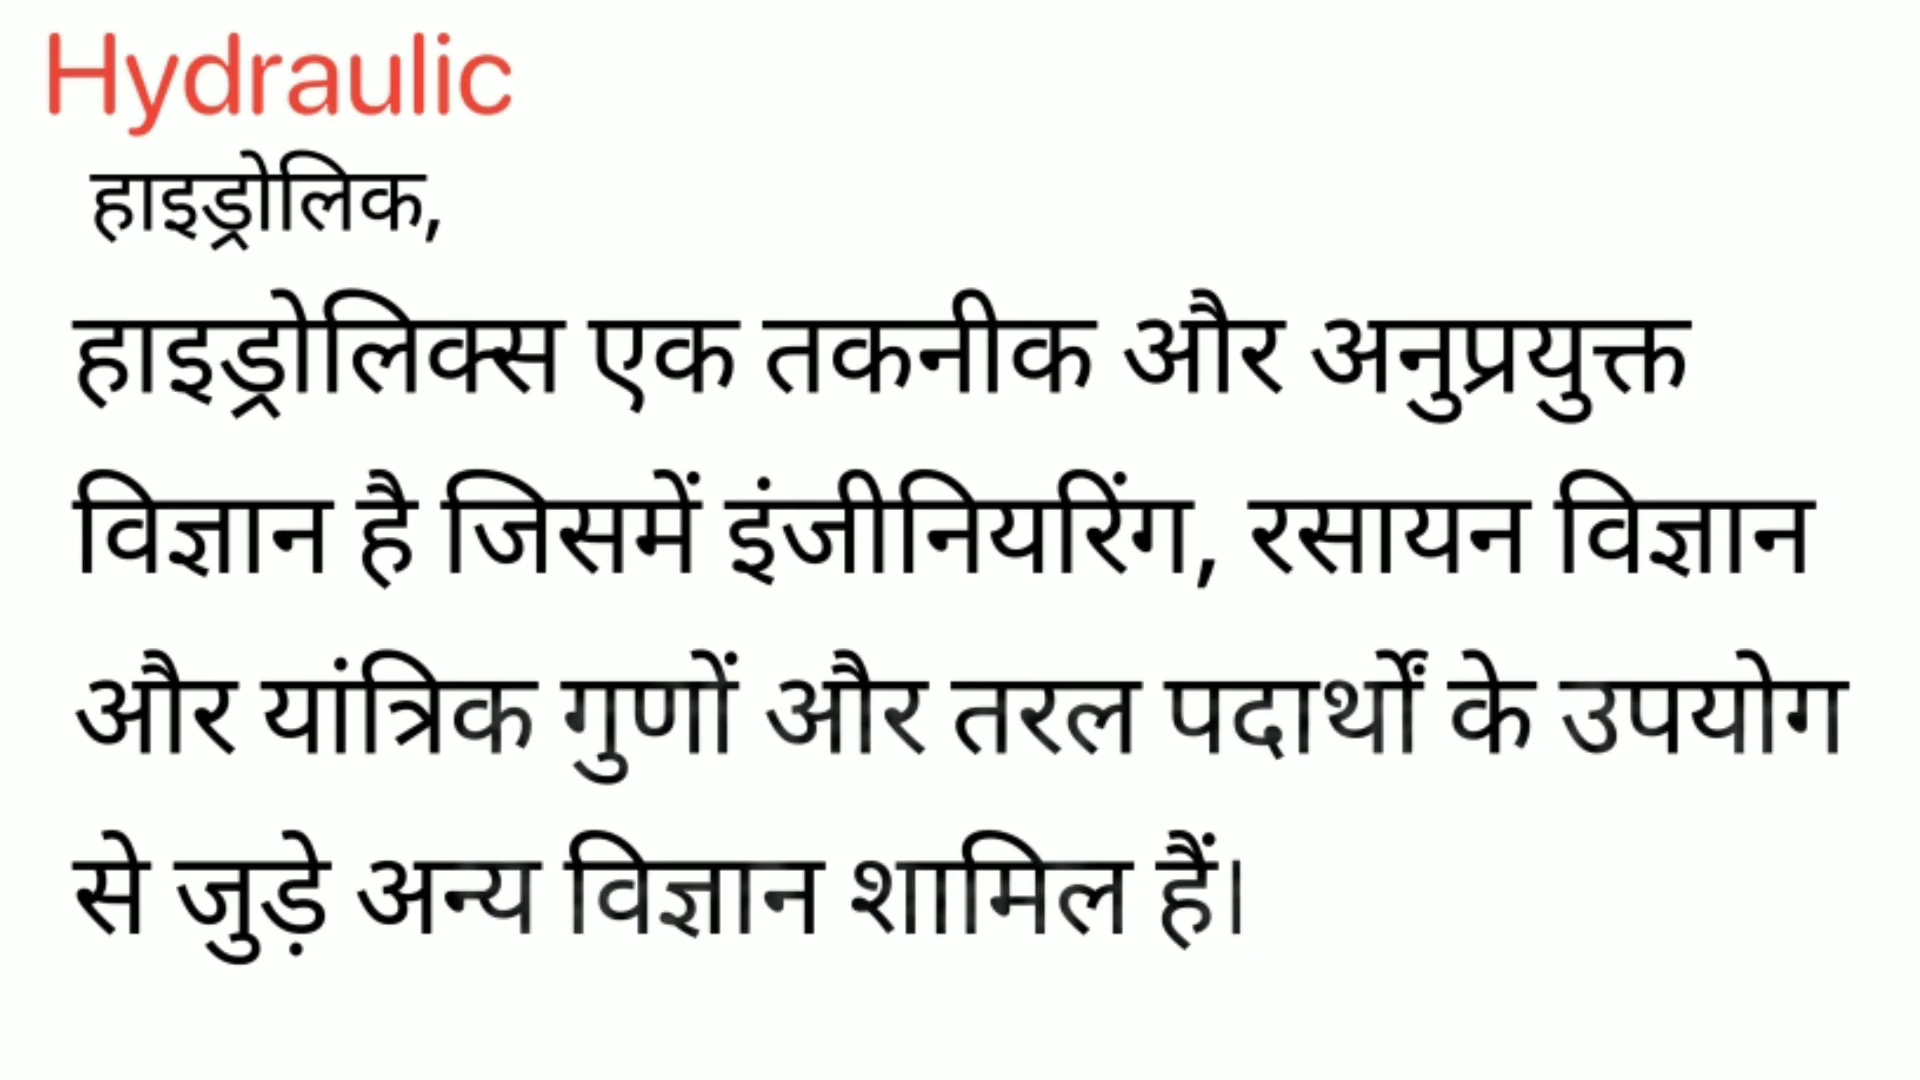 Hydraulic
हाइड्रोलिक,
हाइड्रोलिक्स एक तकनीक और अनुप्रयुक्त
विज्ञान है जिसमें इंजीनियरिंग, रसायन विज्ञान
और यांत्रिक गुणों और तरल पदार्थों के उपयोग
से जुड़े अन्य विज्ञान शामिल हैं।